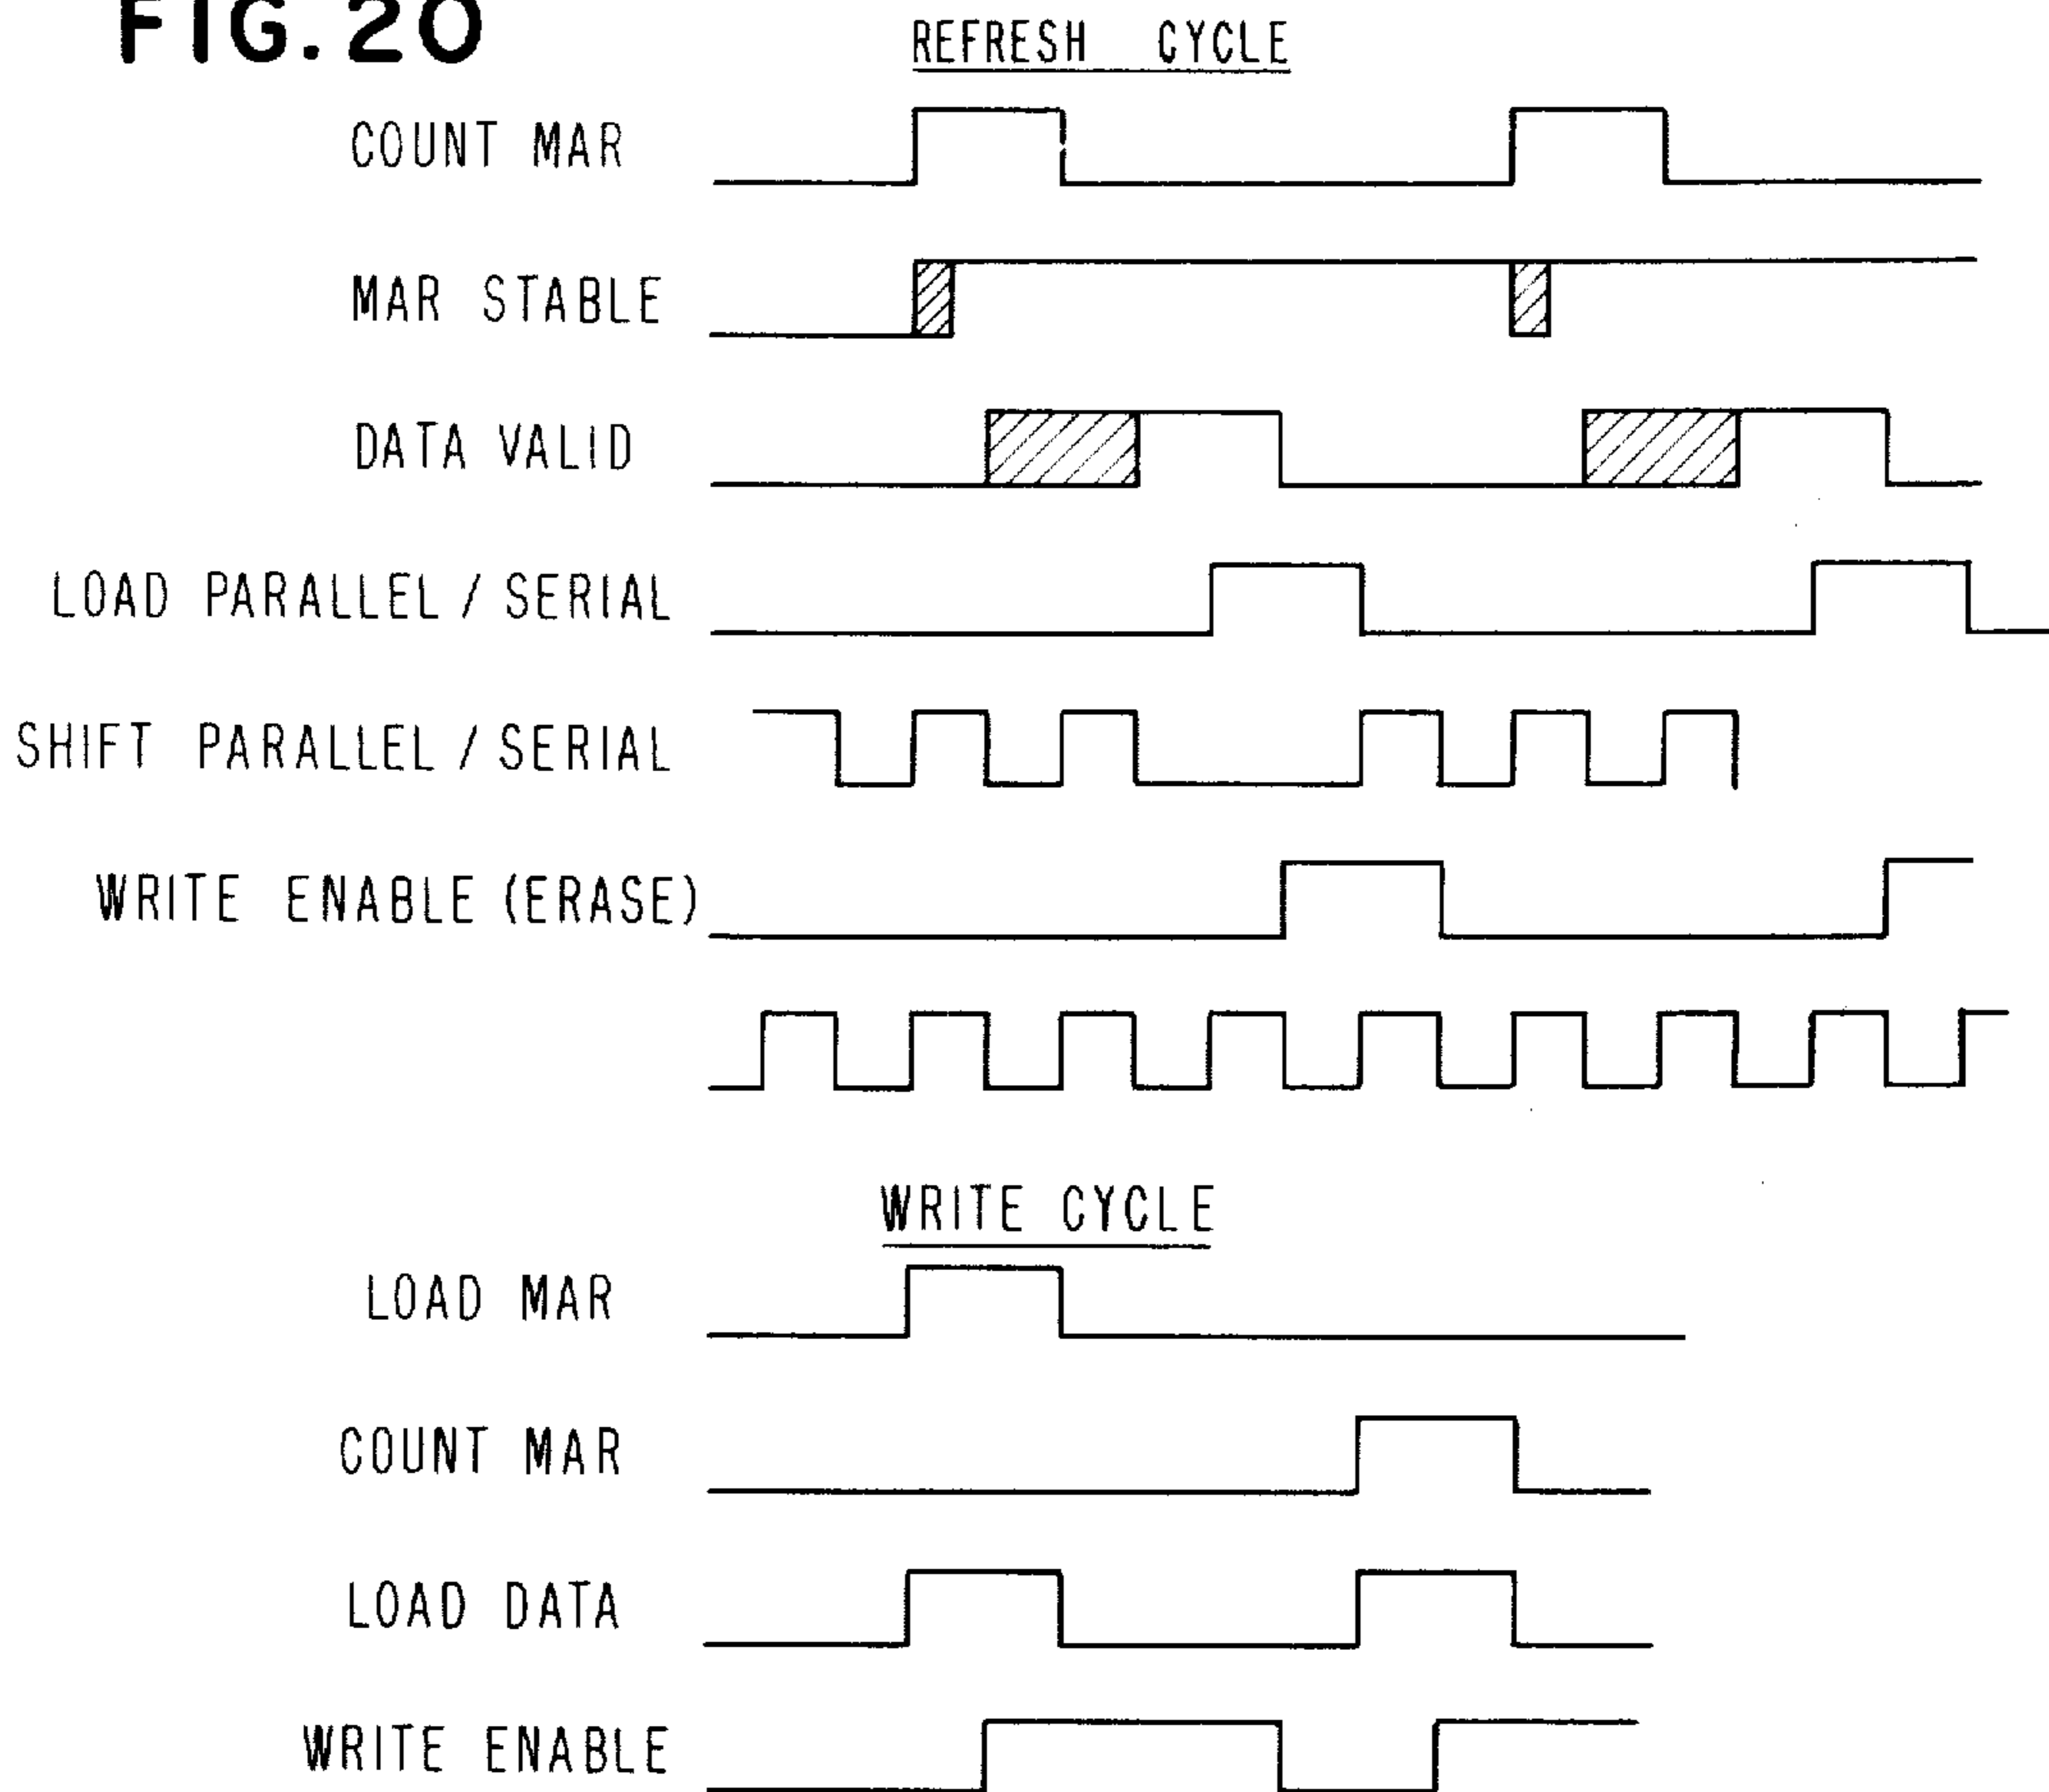 FIG. 20
REFRESH CYCLE
COUNT MAR
MAR STABLE
DATA VALID
LOAD PARALLEL / SERIAL
SHIFT PARALLEL / SERIAL
WRITE ENABLE (ERASE)
WRITE CYCLE
LOAD MAR
COUNT MAR
LOAD DATA
WRITE ENABLE